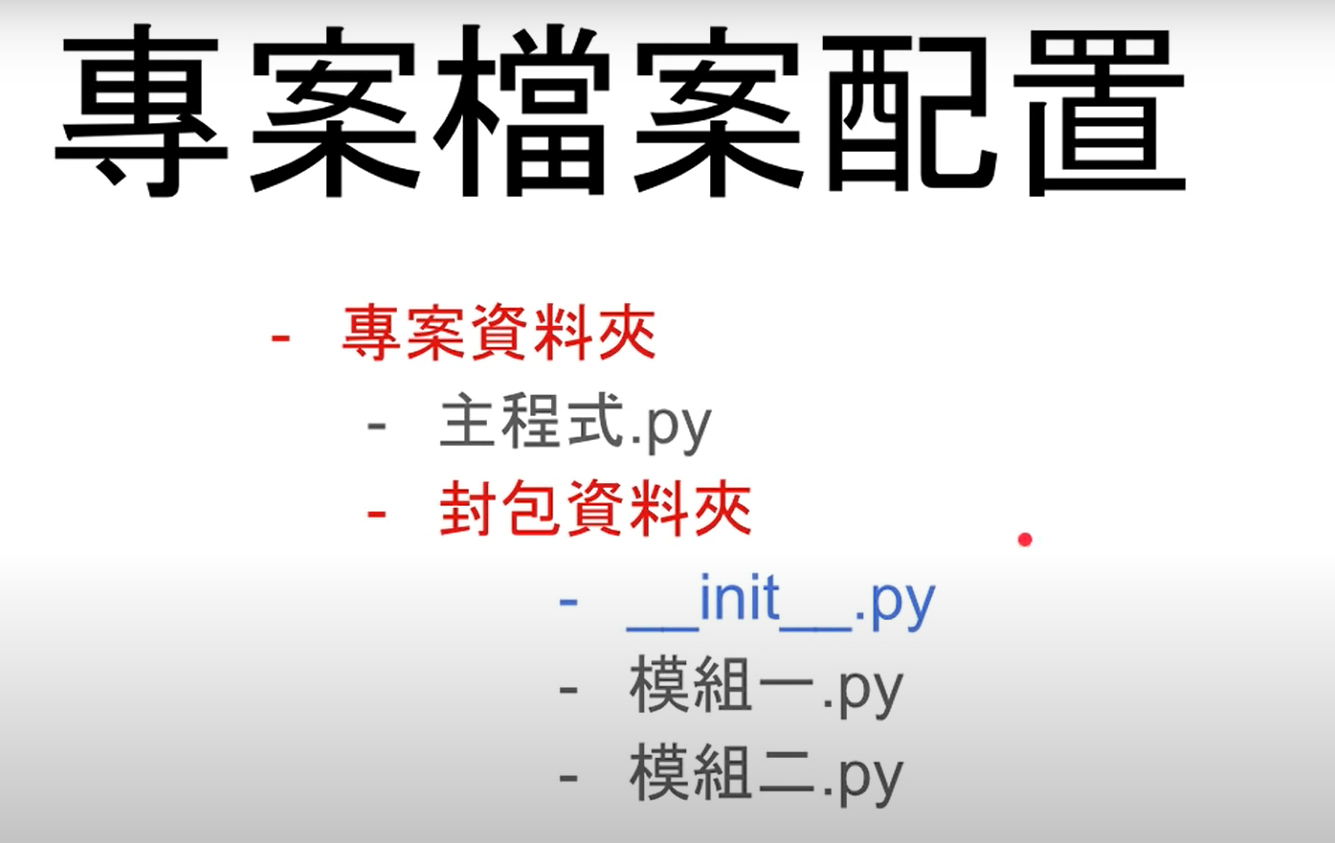 專案檔案配置
- 專案資料夾
- 主程式.py
- 封包資料夾
- __init__.py
- 模組一.py
- 模組二.py